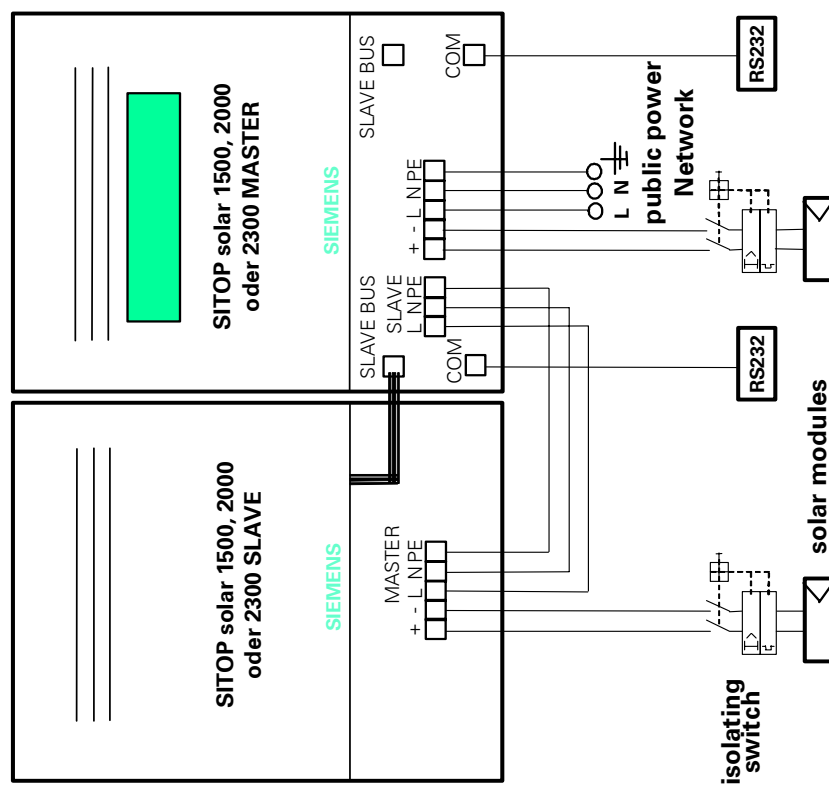 SITOP solar 1500, 2000
oder 2300 SLAVE
SIEMENS
MASTER
+ - L N PE
SITOP solar 1500, 2000
oder 2300 MASTER
SIEMENS
SLAVE BUS
SLAVE
L N PE
COM
+ - L N PE
SLAVE BUS
COM
L N
public power
Network
isolating
switch
RS232
RS232
solar modules